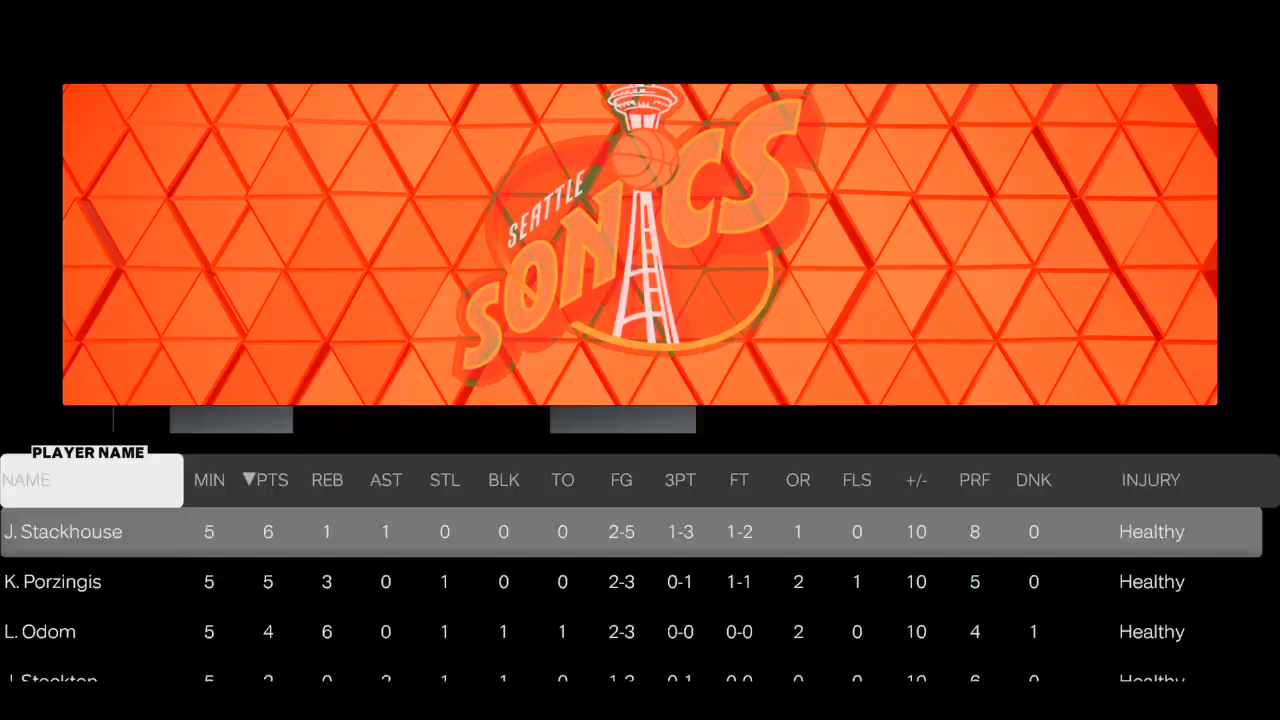 SEATTLE
SONICS
PLAYER NAME
NAME MIN ▼PTS REB AST STL BLK TO FG 3PT FT OR FLS +/- PRF DNK INJURY
J. Stackhouse 5 6 1 1 0 0 0 2-5 1-3 1-2 1 0 10 8 0 Healthy
K. Porzingis 5 5 3 0 1 0 0 2-3 0-1 1-1 2 1 10 5 0 Healthy
L. Odom 5 4 6 0 1 1 1 2-3 0-0 0-0 2 0 10 4 1 Healthy